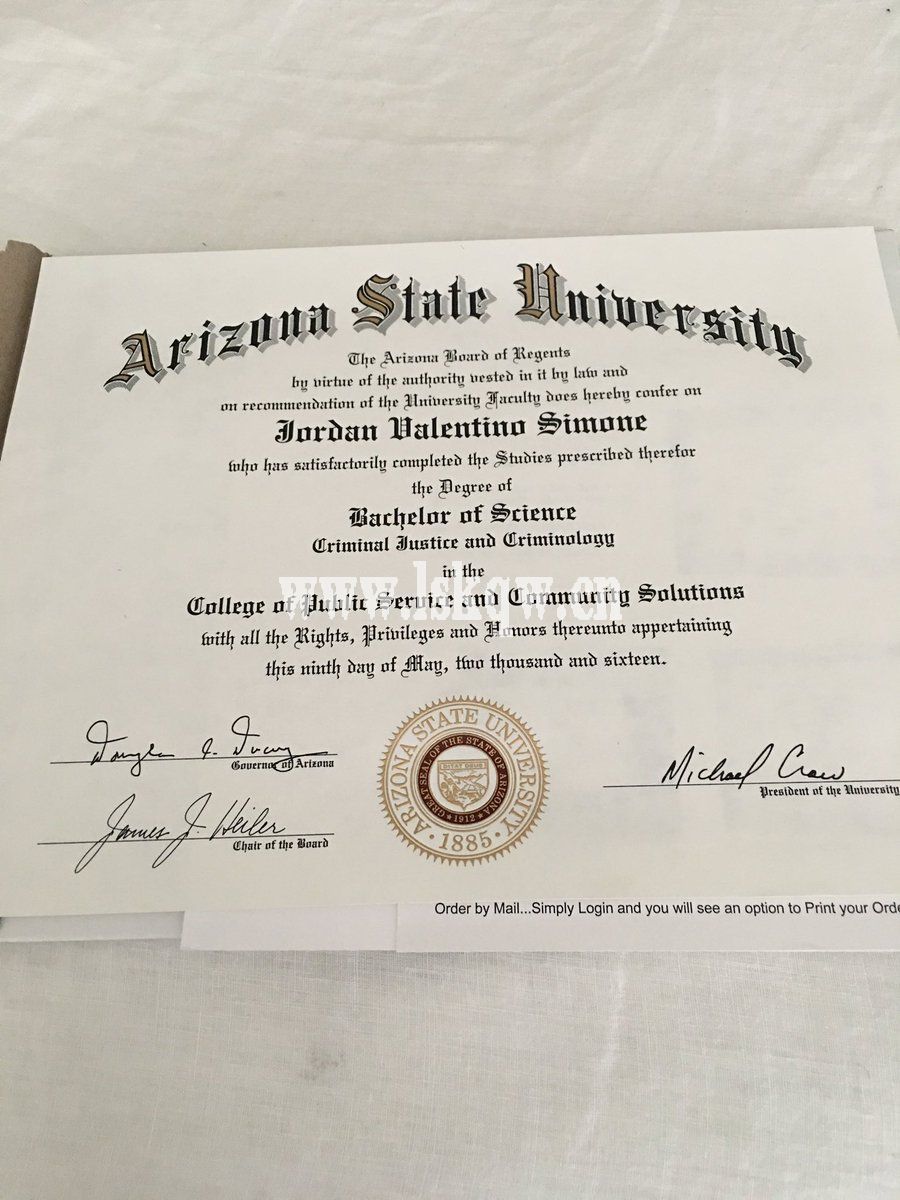 Arizona State University
The Arizona Board of Regents
by virtue of the authority vested in it by law and
on recommendation of the University Faculty does hereby confer on
Jordan Valentino Simone
who has satisfactorily completed the Studies prescribed therefor
the Degree of
Bachelor of Science
Criminal Justice and Criminology
in the
www.lskqw.cn
College of Public Service and Community Solutions
with all the Rights, Privileges and Honors thereunto appertaining
this ninth day of May, two thousand and sixteen.
Douglas A. Ducey
Governor of Arizona
James J. Heiler
Chair of the Board
ARIZONA STATE UNIVERSITY
GREAT SEAL OF THE STATE OF ARIZONA
DITAT DEUS
1912
1885
Michael Crow
President of the University
Order by Mail...Simply Login and you will see an option to Print your Orde